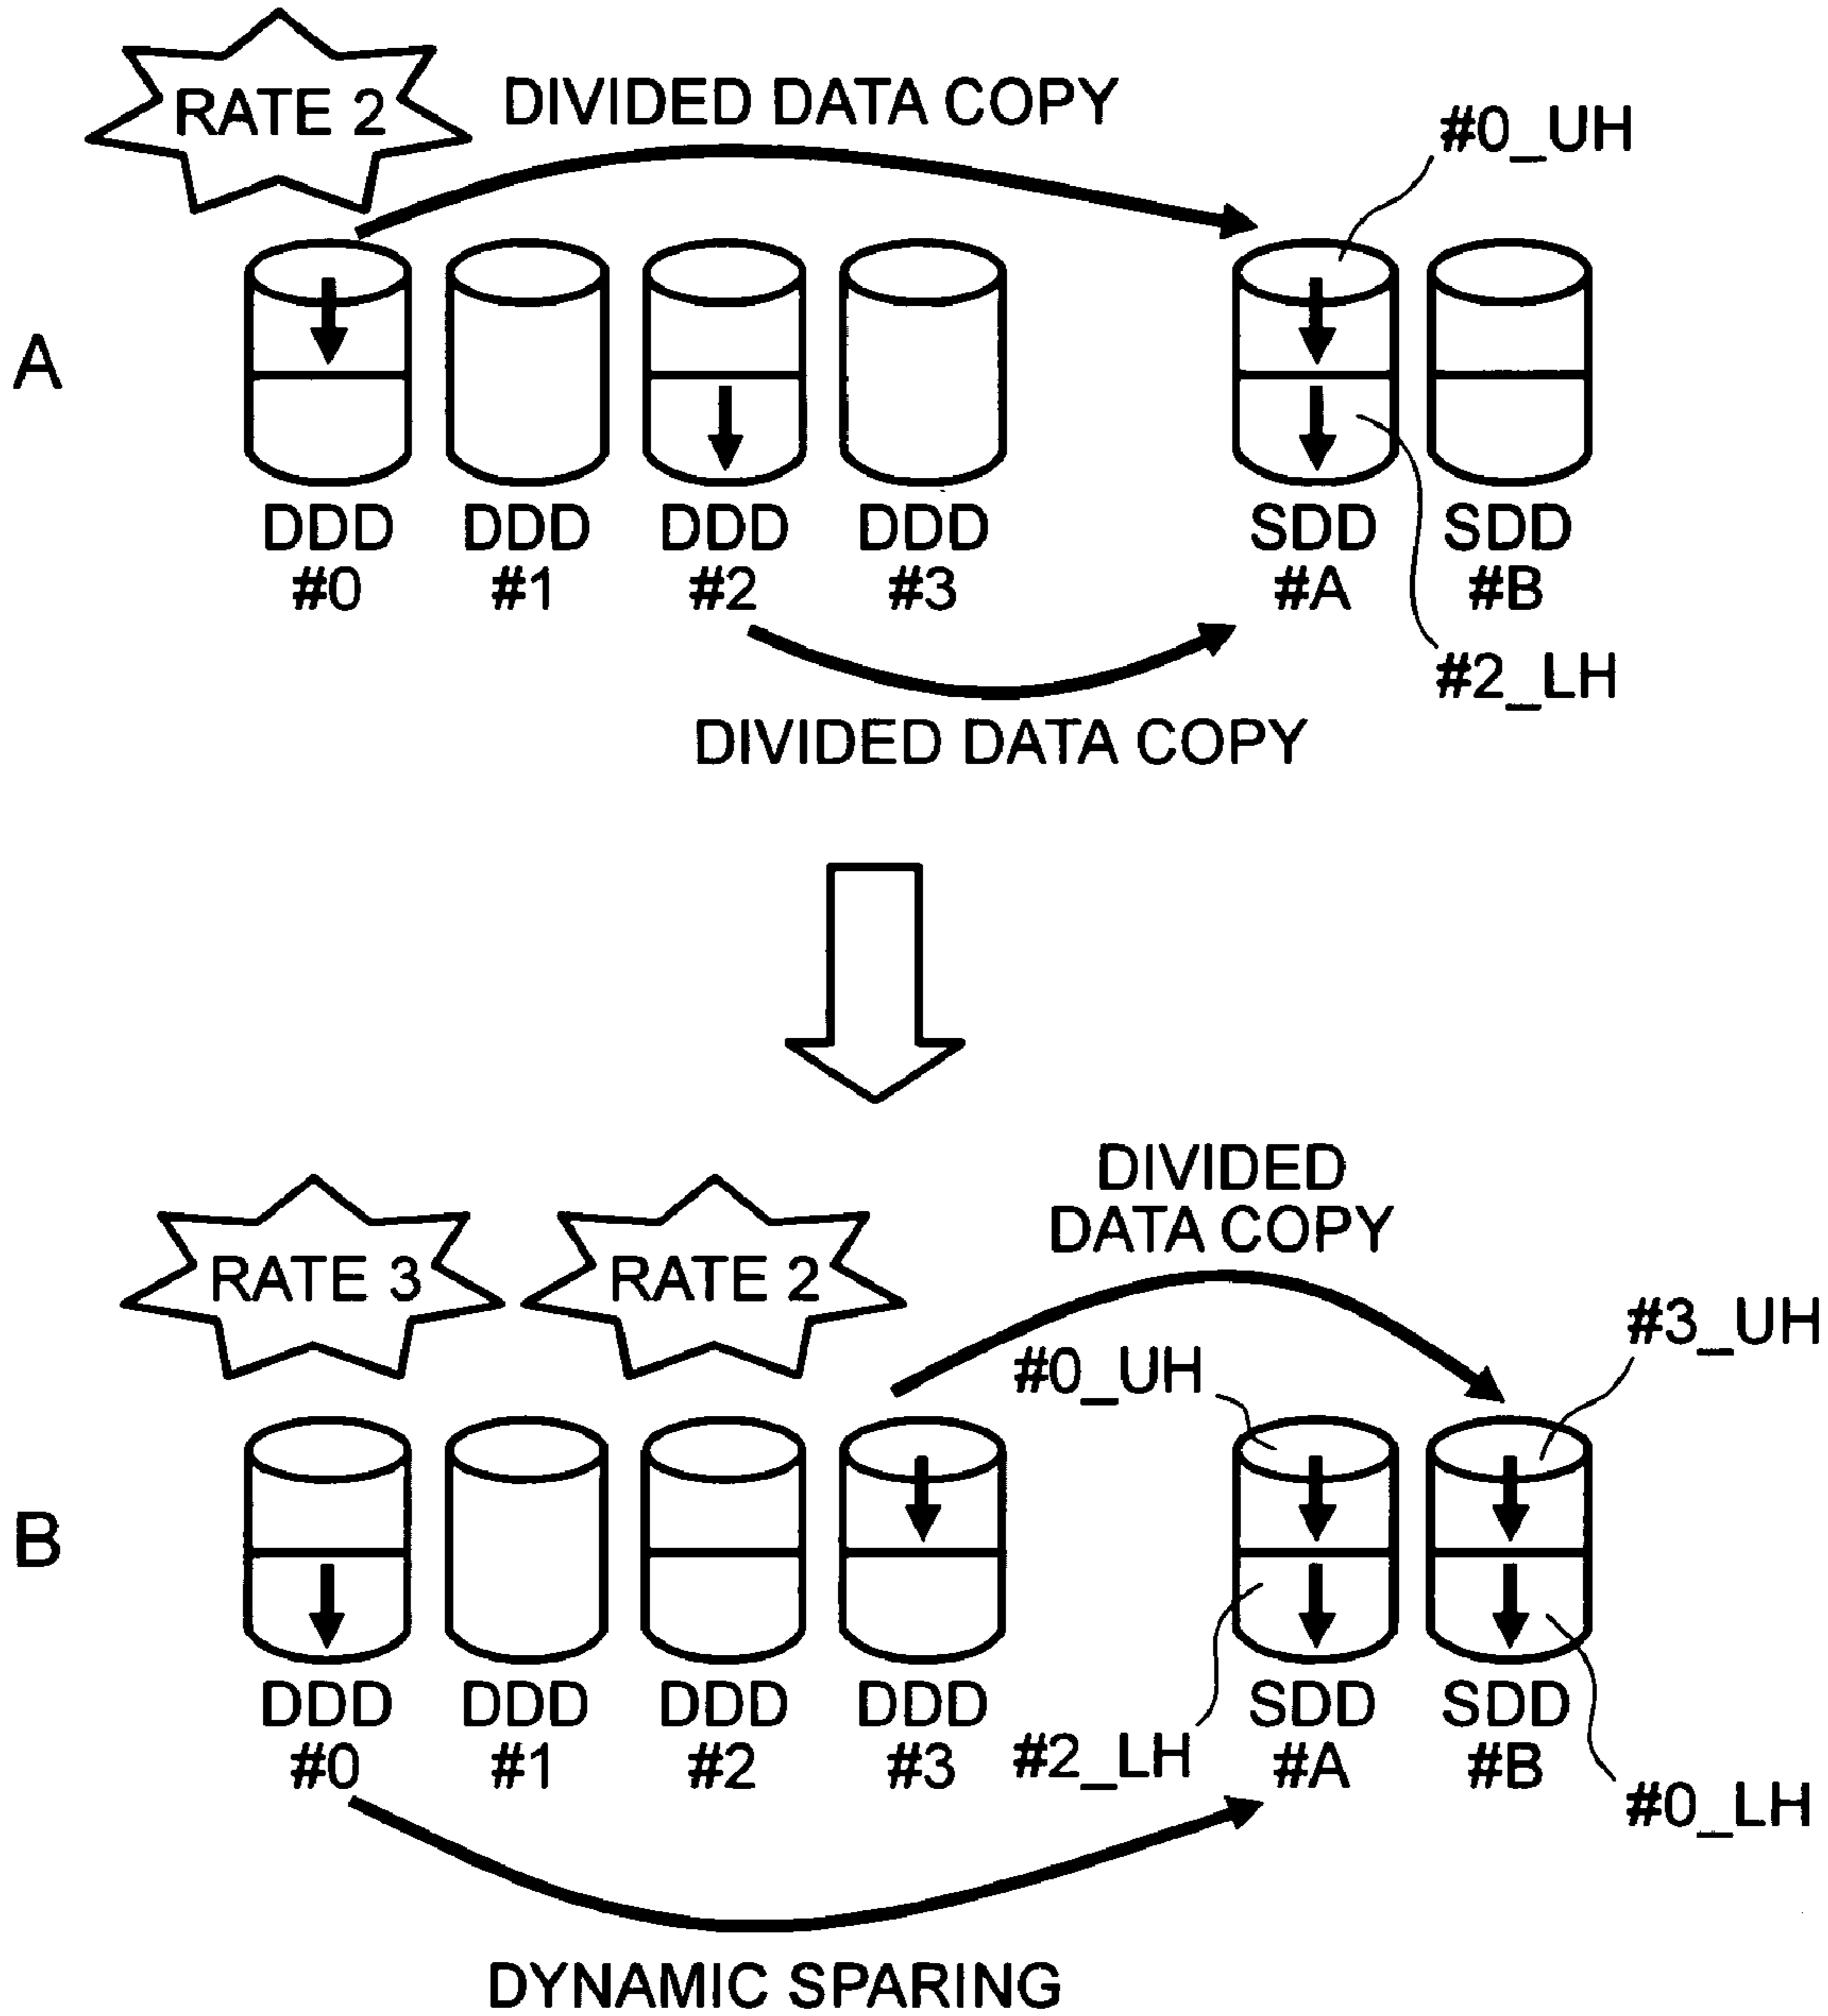 RATE 2
DIVIDED DATA COPY
#0_UH
A
DDD #0
DDD #1
DDD #2
DDD #3
SDD #A
SDD #B
#2_LH
DIVIDED DATA COPY
DIVIDED
DATA COPY
RATE 3
RATE 2
#3_UH
#0_UH
B
DDD #0
DDD #1
DDD #2
DDD #3
SDD #A
SDD #B
#2_LH
#0_LH
DYNAMIC SPARING